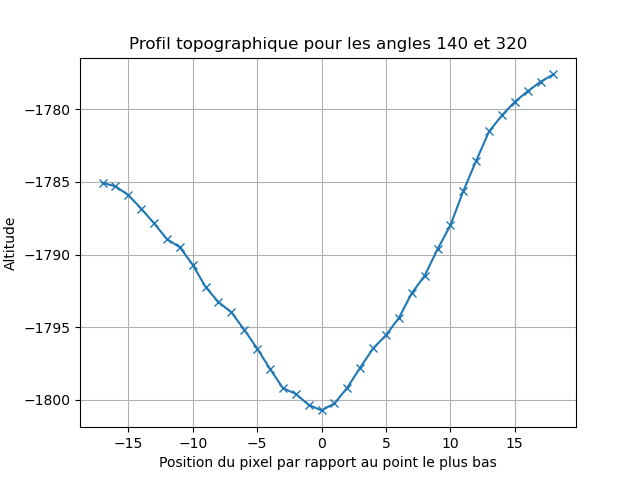 Profil topographique pour les angles 140 et 320
Altitude
−1780
−1785
−1790
−1795
−1800
−15 −10 −5 0 5 10 15
Position du pixel par rapport au point le plus bas